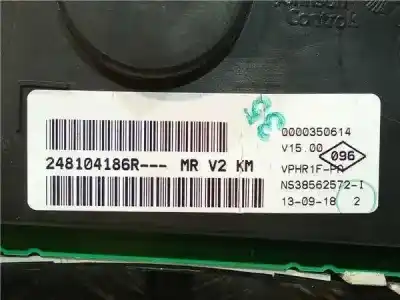 Johnson
Controls
0000350614
V15.00
096
248104186R--- MR V2 KM
VPHR1F-PA
NS38562572-I
13-09-18 2